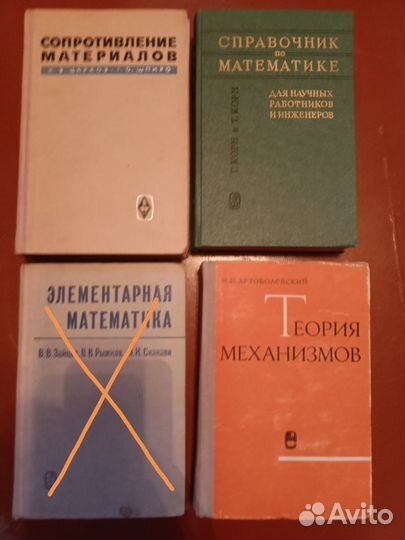 СОПРОТИВЛЕНИЕ
МАТЕРИАЛОВ
СПРАВОЧНИК
по
МАТЕМАТИКЕ
ДЛЯ НАУЧНЫХ
РАБОТНИКОВ
И ИНЖЕНЕРОВ
Г. КОРН и Т. КОРН
ЭЛЕМЕНТАРНАЯ
МАТЕМАТИКА
В. В. Зайцев, В. В. Рыжков, М. И. Сканави
И. И. АРТОБОЛЕВСКИЙ
ТЕОРИЯ
МЕХАНИЗМОВ
Avito